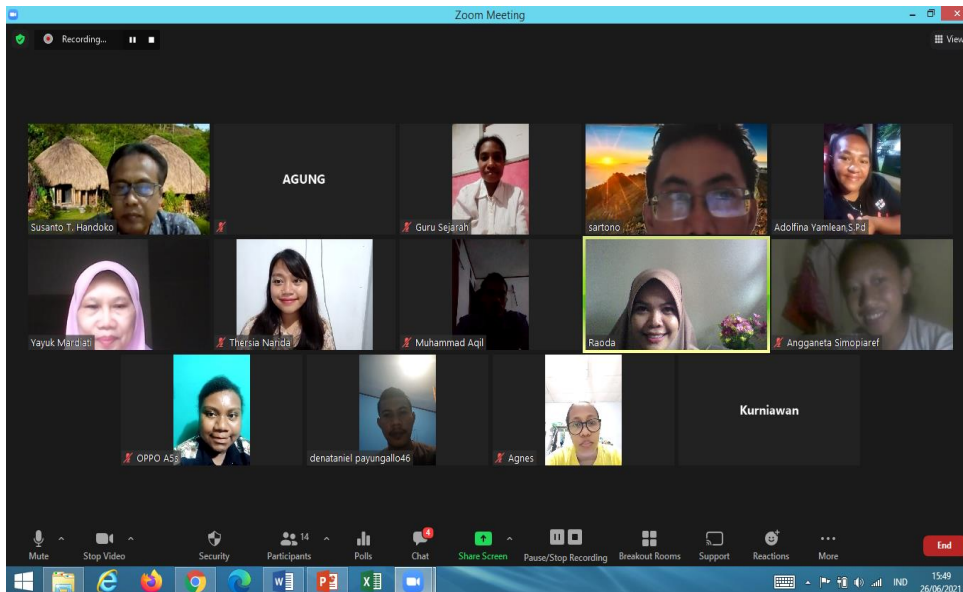 Zoom Meeting
Recording...
View
Susanto T. Handoko
AGUNG
Guru Sejarah
sartono
Adolfina Yamlean,S.Pd
Yayuk Mardiati
Thersia Narida
Muhammad Aqil
Raoda
Angganeta Simopiaref
OPPO A5s
denataniel payungallo46
Agnes
Kurniawan
14
4
Mute
Stop Video
Security
Participants
Polls
Chat
Share Screen
Pause/Stop Recording
Breakout Rooms
Support
Reactions
More
End
IND
15:49
26/06/2021